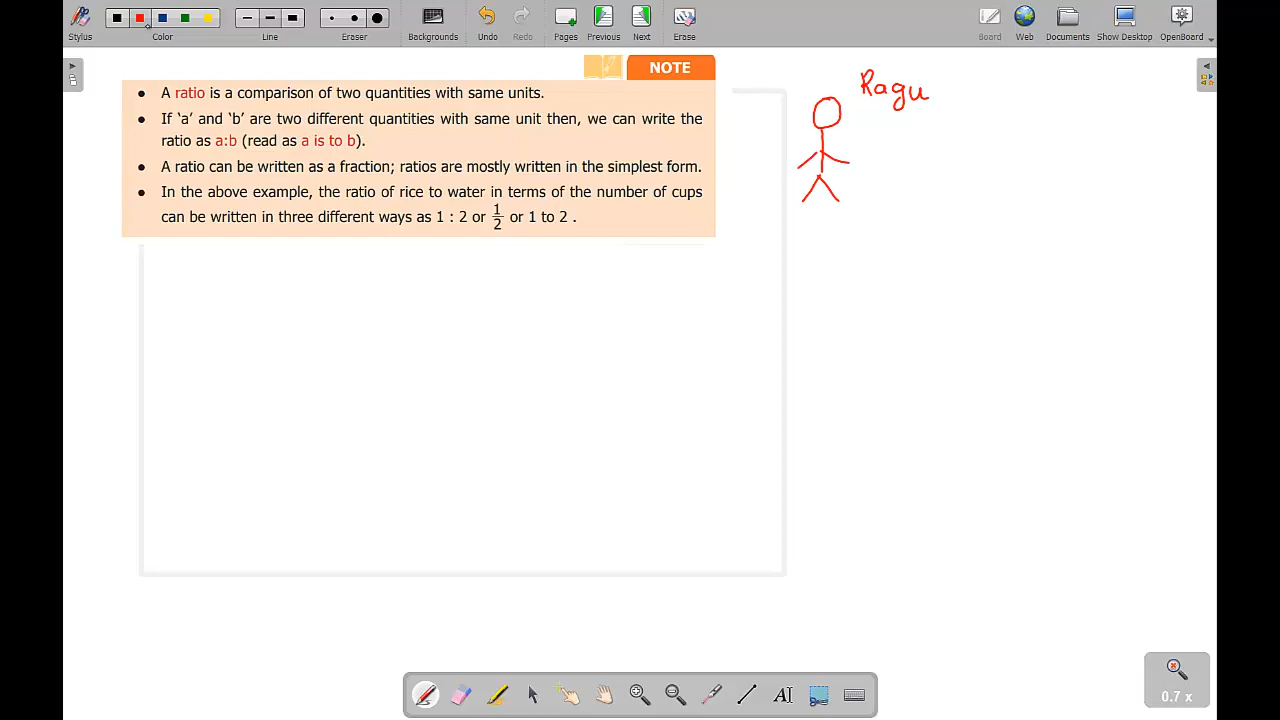 Stylus
Color
Line
Eraser
Backgrounds
Undo
Redo
Pages
Previous
Next
Erase
Board
Web
Documents
Show Desktop
OpenBoard
NOTE
• A ratio is a comparison of two quantities with same units.
• If ‘a’ and ‘b’ are two different quantities with same unit then, we can write the
ratio as a:b (read as a is to b).
• A ratio can be written as a fraction; ratios are mostly written in the simplest form.
• In the above example, the ratio of rice to water in terms of the number of cups
can be written in three different ways as 1 : 2 or 1/2 or 1 to 2 .
Ragu
0.7 x